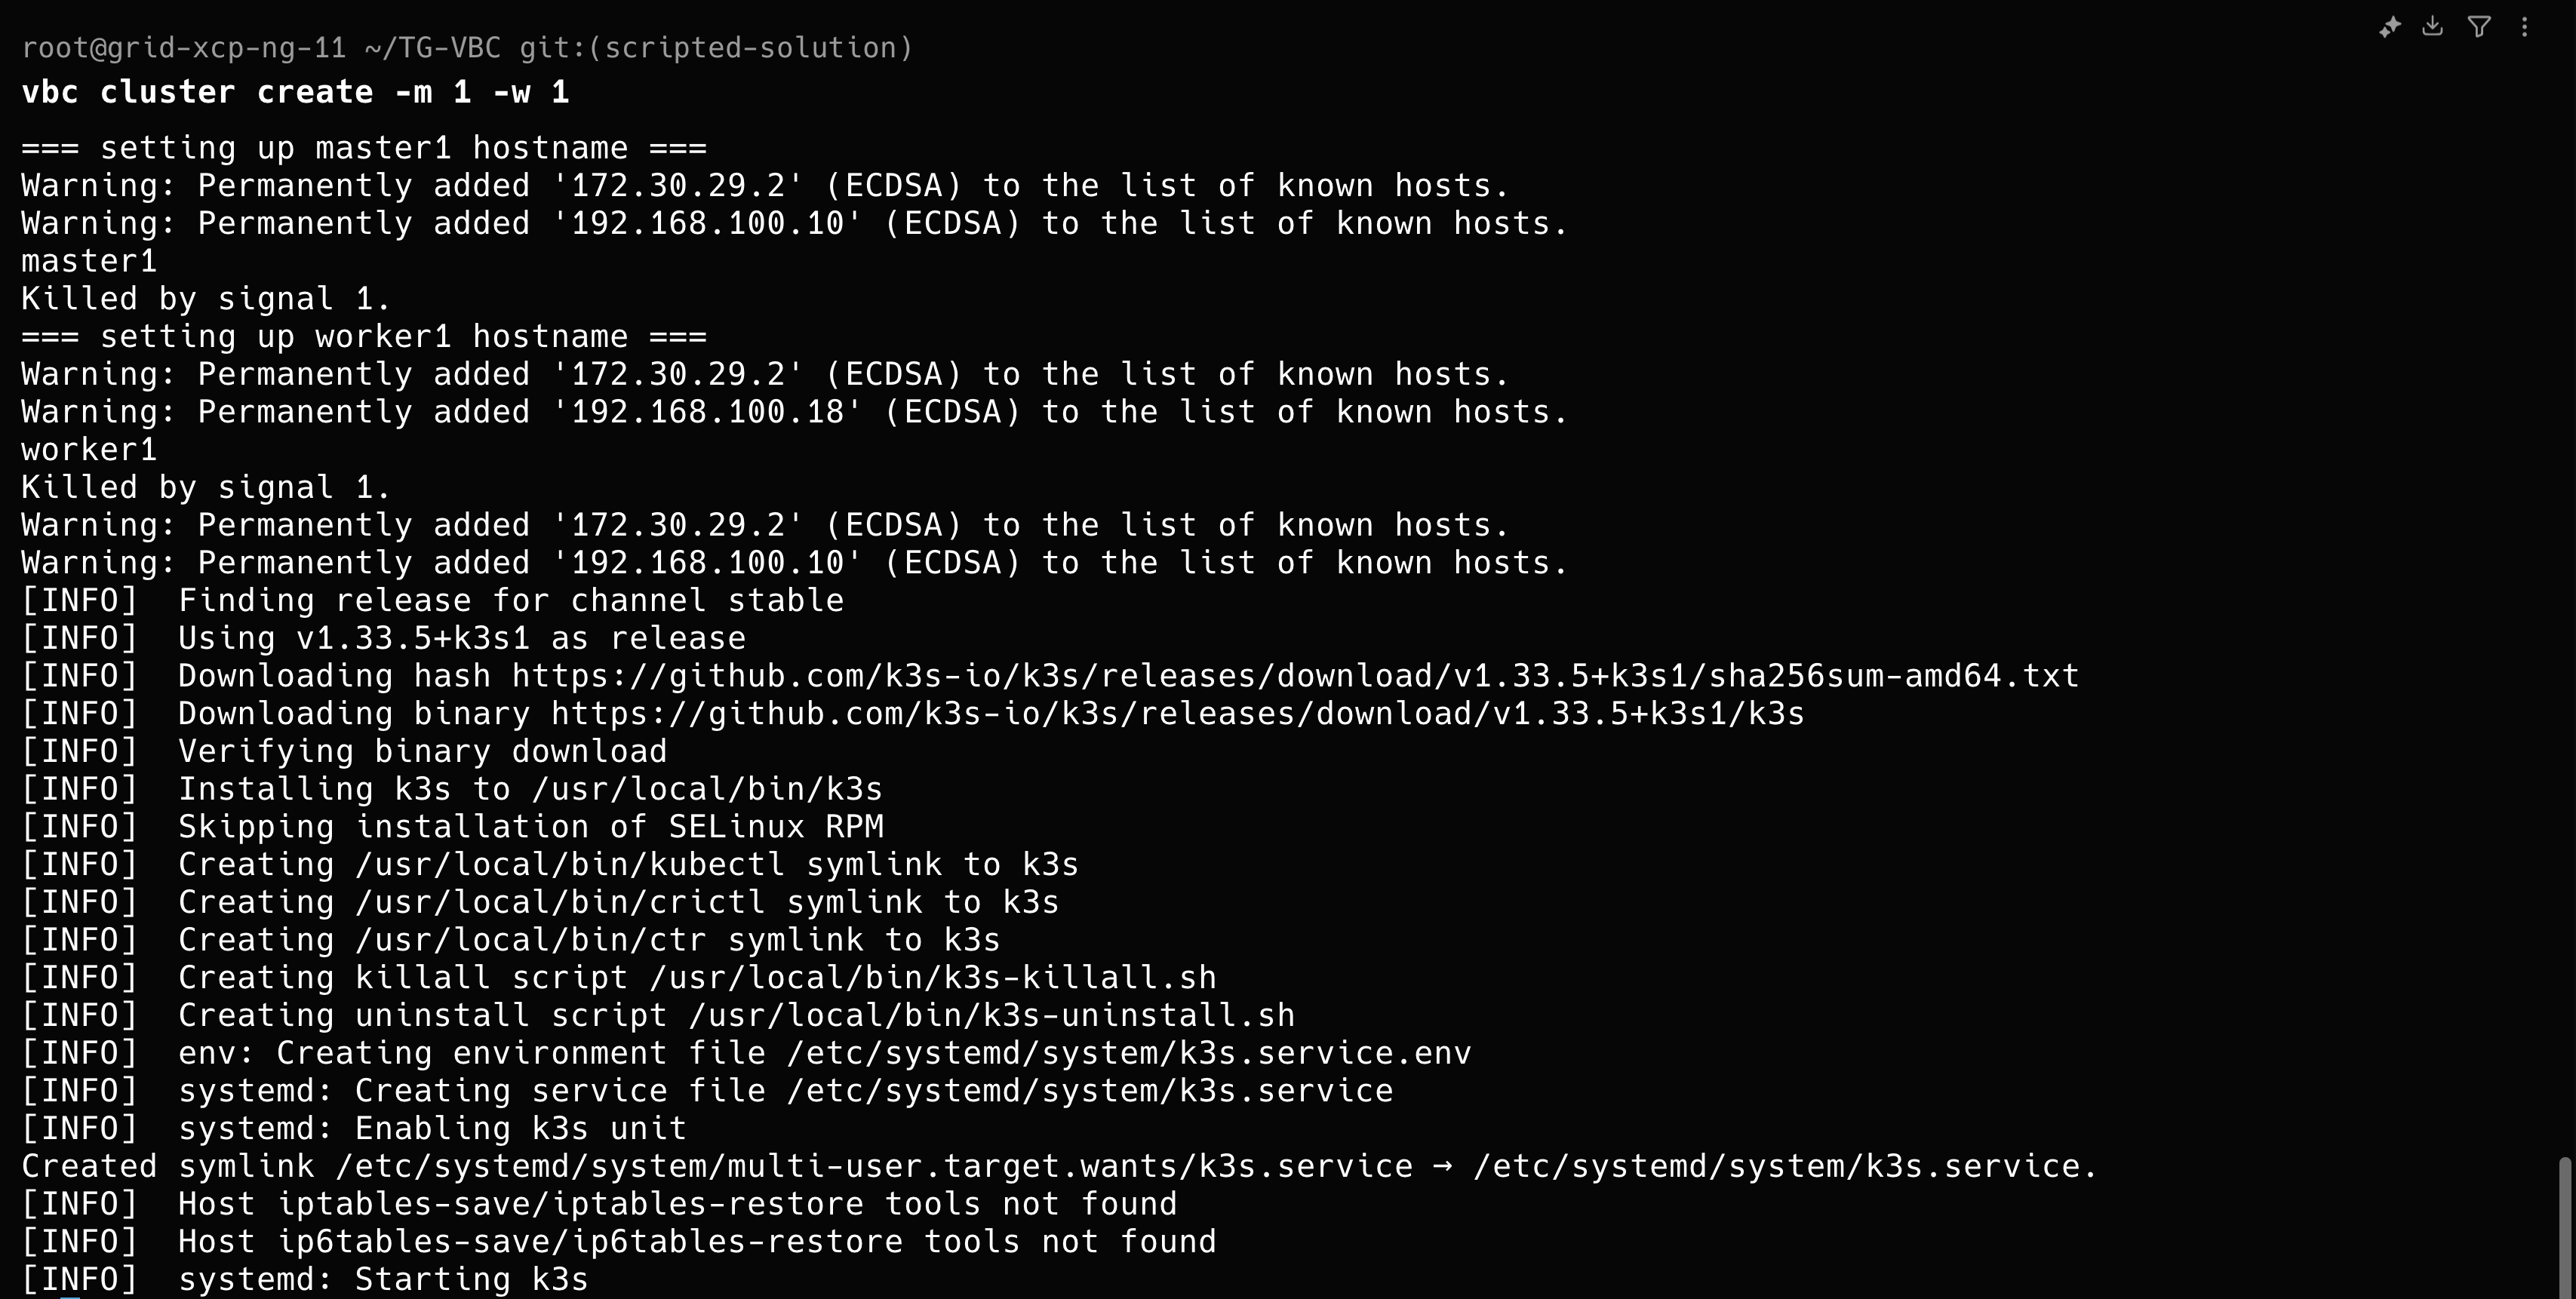 root@grid-xcp-ng-11 ~/TG-VBC git:(scripted-solution)
vbc cluster create -m 1 -w 1
=== setting up master1 hostname ===
Warning: Permanently added '172.30.29.2' (ECDSA) to the list of known hosts.
Warning: Permanently added '192.168.100.10' (ECDSA) to the list of known hosts.
master1
Killed by signal 1.
=== setting up worker1 hostname ===
Warning: Permanently added '172.30.29.2' (ECDSA) to the list of known hosts.
Warning: Permanently added '192.168.100.18' (ECDSA) to the list of known hosts.
worker1
Killed by signal 1.
Warning: Permanently added '172.30.29.2' (ECDSA) to the list of known hosts.
Warning: Permanently added '192.168.100.10' (ECDSA) to the list of known hosts.
[INFO]  Finding release for channel stable
[INFO]  Using v1.33.5+k3s1 as release
[INFO]  Downloading hash https://github.com/k3s-io/k3s/releases/download/v1.33.5+k3s1/sha256sum-amd64.txt
[INFO]  Downloading binary https://github.com/k3s-io/k3s/releases/download/v1.33.5+k3s1/k3s
[INFO]  Verifying binary download
[INFO]  Installing k3s to /usr/local/bin/k3s
[INFO]  Skipping installation of SELinux RPM
[INFO]  Creating /usr/local/bin/kubectl symlink to k3s
[INFO]  Creating /usr/local/bin/crictl symlink to k3s
[INFO]  Creating /usr/local/bin/ctr symlink to k3s
[INFO]  Creating killall script /usr/local/bin/k3s-killall.sh
[INFO]  Creating uninstall script /usr/local/bin/k3s-uninstall.sh
[INFO]  env: Creating environment file /etc/systemd/system/k3s.service.env
[INFO]  systemd: Creating service file /etc/systemd/system/k3s.service
[INFO]  systemd: Enabling k3s unit
Created symlink /etc/systemd/system/multi-user.target.wants/k3s.service → /etc/systemd/system/k3s.service.
[INFO]  Host iptables-save/iptables-restore tools not found
[INFO]  Host ip6tables-save/ip6tables-restore tools not found
[INFO]  systemd: Starting k3s